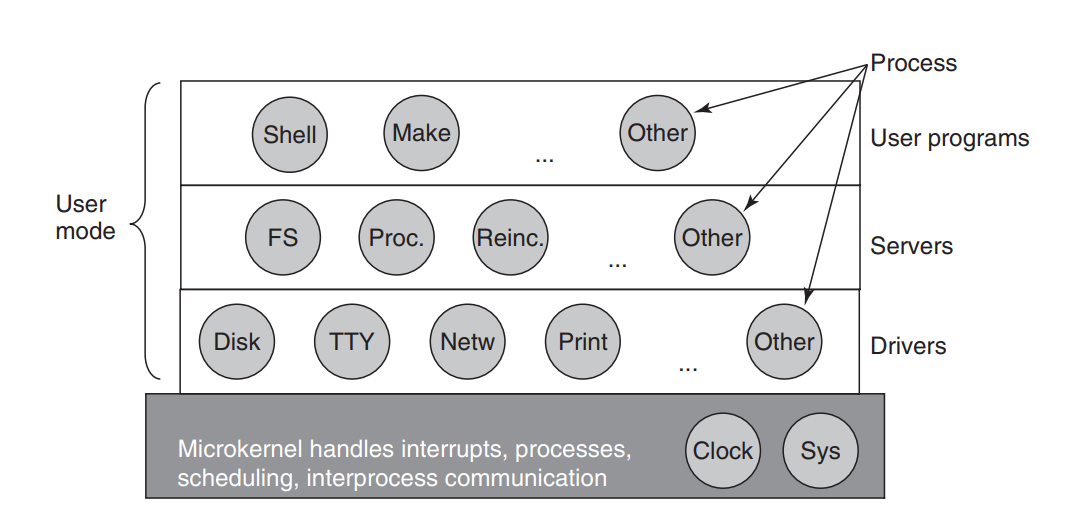 Process
Shell
Make
...
Other
User programs
User
mode
FS
Proc.
Reinc.
...
Other
Servers
Disk
TTY
Netw
Print
...
Other
Drivers
Microkernel handles interrupts, processes,
scheduling, interprocess communication
Clock
Sys